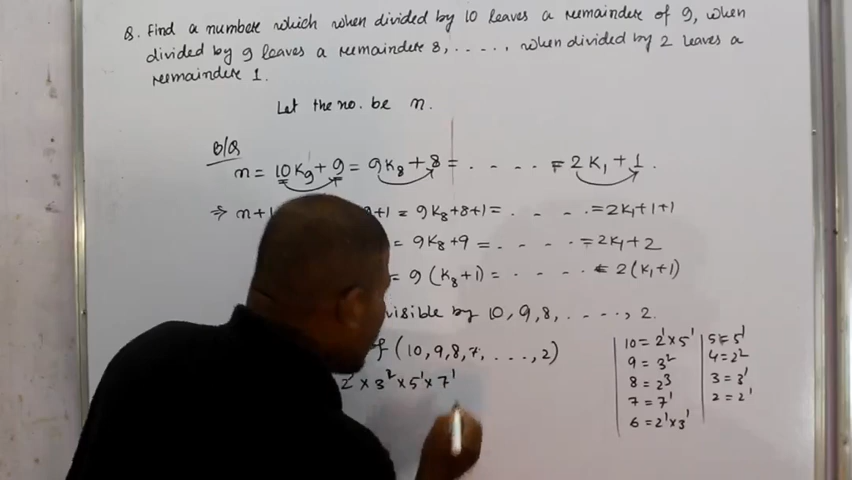 8. Find a number which when divided by 10 leaves a remainder of 9, when
divided by 9 leaves a remainder 8, ....., when divided by 2 leaves a
remainder 1.
Let the no. be n.
O/Q
n = 10K₉ + 9 = 9K₈ + 8 = . . . . = 2K₁ + 1.
⇒ n+1 9+1 = 9K₈+8+1 = . . . . = 2K₁+1+1
= 9K₈+9 = . . . . = 2K₁+2
= 9(K₈+1) = . . . . = 2(K₁+1)
divisible by 10, 9, 8, ....., 2.
of (10, 9, 8, 7, ...., 2)
× 3² × 5¹ × 7¹
10 = 2¹×5¹
9 = 3²
8 = 2³
7 = 7¹
6 = 2¹×3¹
5 = 5¹
4 = 2²
3 = 3¹
2 = 2¹